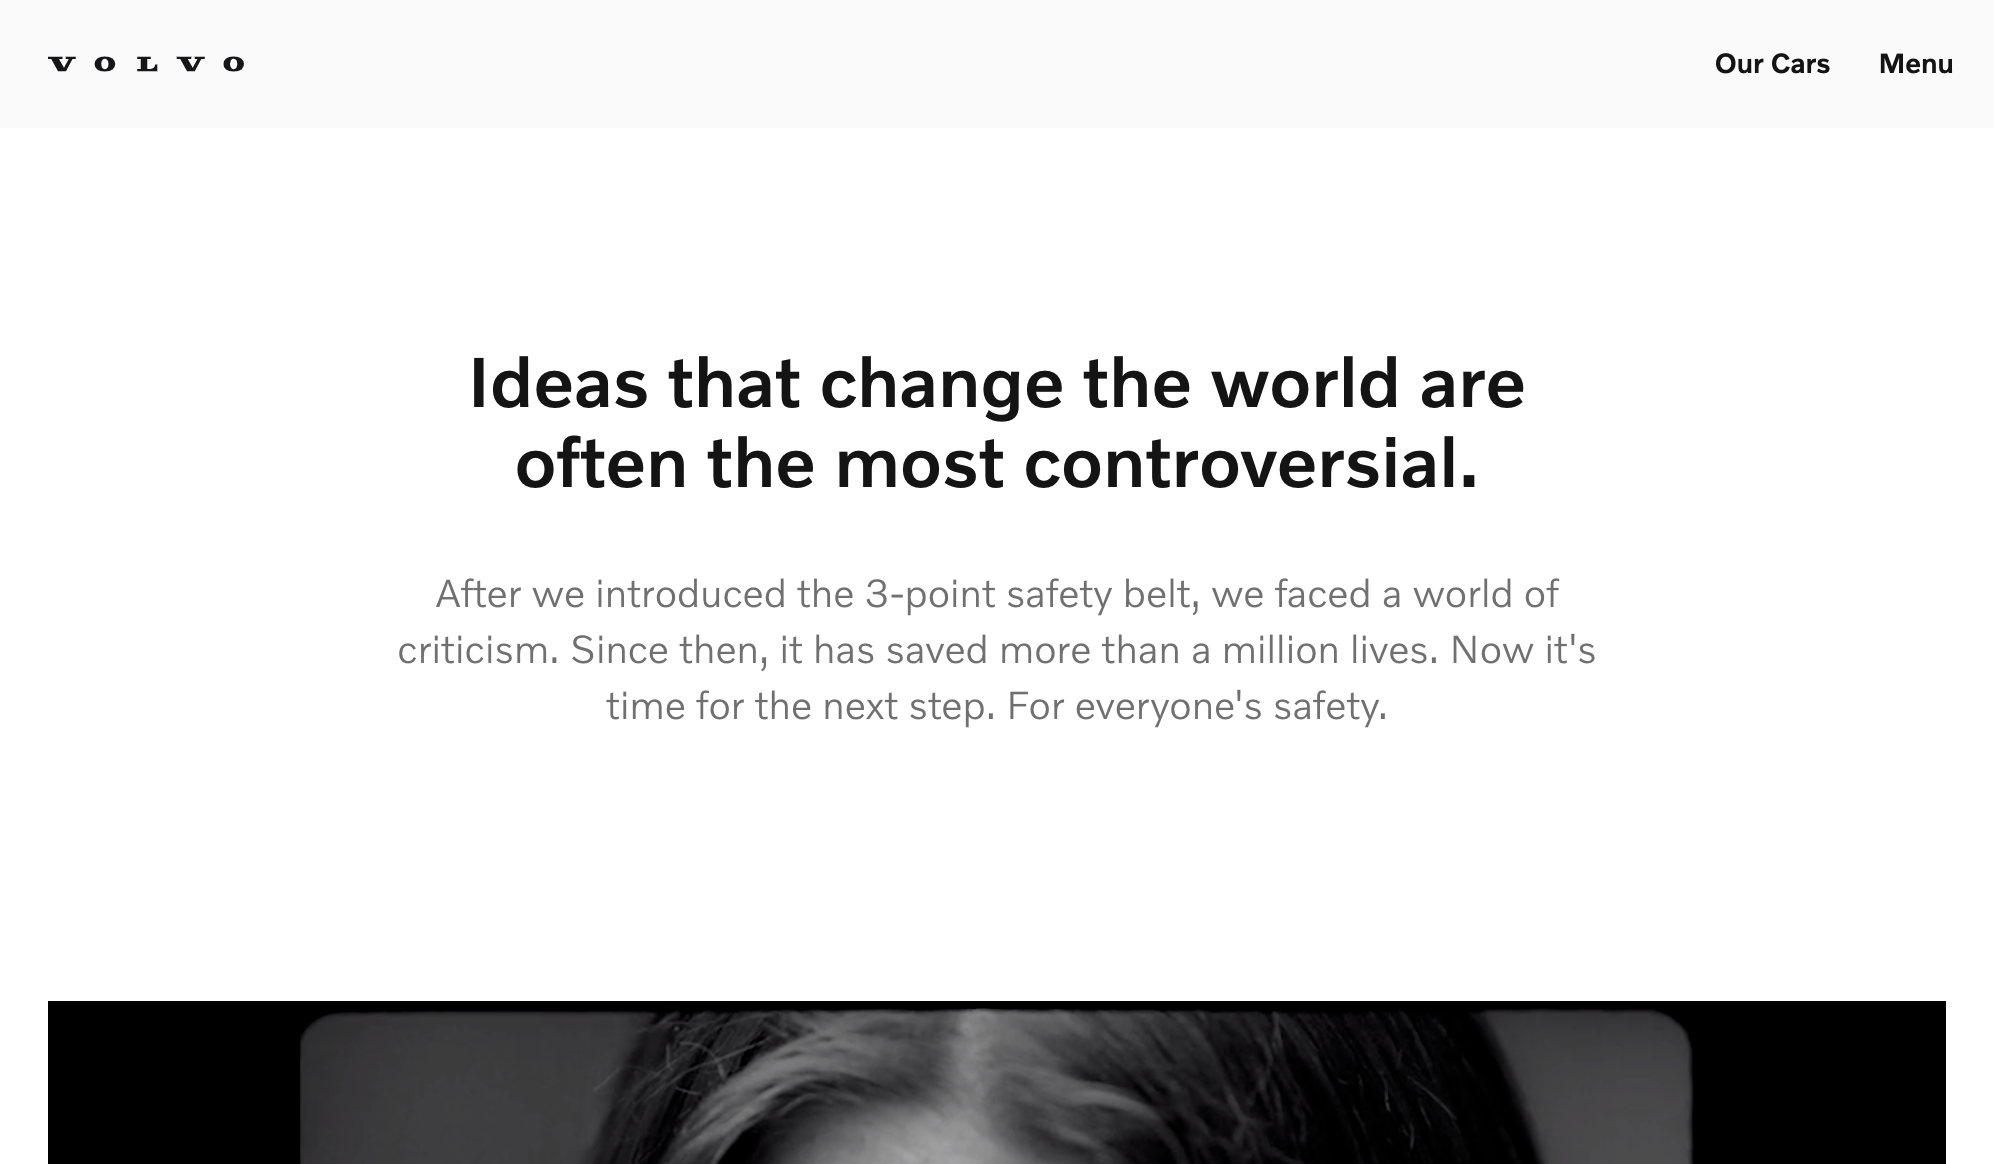 VOLVO
Our Cars
Menu
Ideas that change the world are
often the most controversial.
After we introduced the 3-point safety belt, we faced a world of
criticism. Since then, it has saved more than a million lives. Now it's
time for the next step. For everyone's safety.